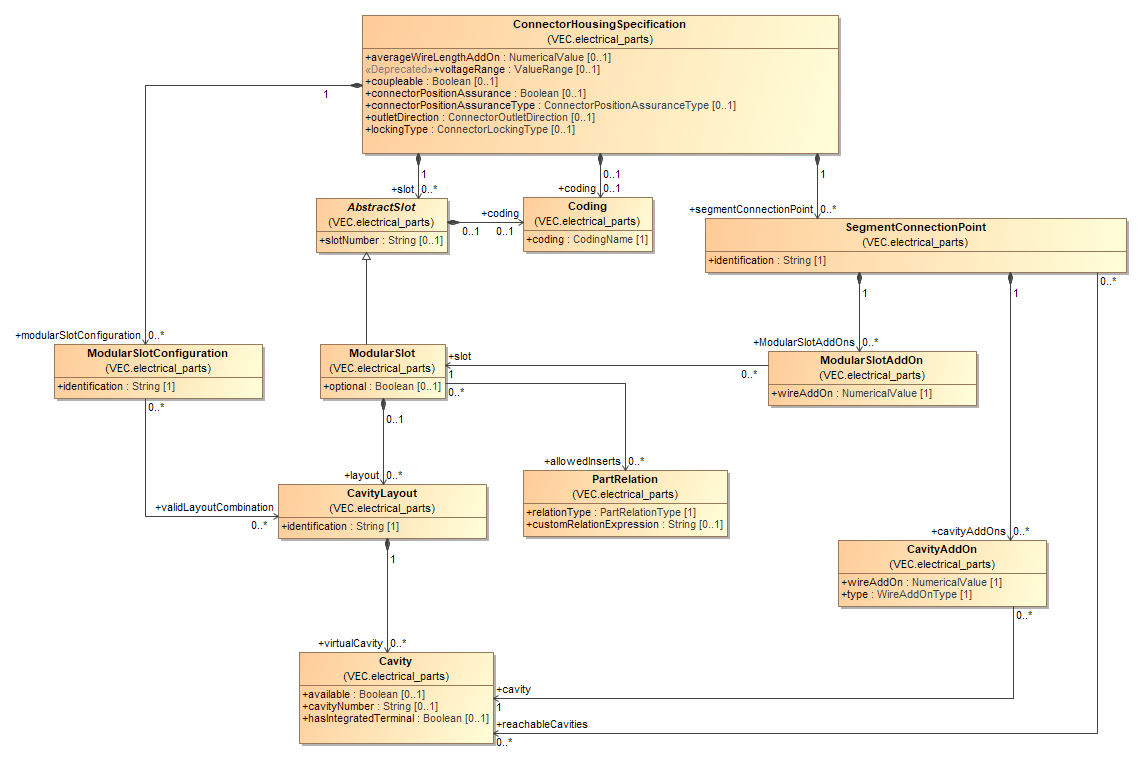 ConnectorHousingSpecification
(VEC.electrical_parts)
+averageWireLengthAddOn : NumericalValue [0..1]
«Deprecated»+voltageRange : ValueRange [0..1]
+coupleable : Boolean [0..1]
+connectorPositionAssurance : Boolean [0..1]
+connectorPositionAssuranceType : ConnectorPositionAssuranceType [0..1]
+outletDirection : ConnectorOutletDirection [0..1]
+lockingType : ConnectorLockingType [0..1]
1
1
0..1
1
+slot 0..*
+coding 0..1
+segmentConnectionPoint 0..*
AbstractSlot
(VEC.electrical_parts)
+slotNumber : String [0..1]
+coding
0..1 0..1
Coding
(VEC.electrical_parts)
+coding : CodingName [1]
SegmentConnectionPoint
(VEC.electrical_parts)
+identification : String [1]
1
1
0..*
+modularSlotConfiguration 0..*
+ModularSlotAddOns 0..*
ModularSlotConfiguration
(VEC.electrical_parts)
+identification : String [1]
0..*
ModularSlot
(VEC.electrical_parts)
+optional : Boolean [0..1]
+slot
1
0..*
0..*
0..1
ModularSlotAddOn
(VEC.electrical_parts)
+wireAddOn : NumericalValue [1]
+layout 0..*
+allowedInserts 0..*
CavityLayout
(VEC.electrical_parts)
+identification : String [1]
+validLayoutCombination
0..*
1
PartRelation
(VEC.electrical_parts)
+relationType : PartRelationType [1]
+customRelationExpression : String [0..1]
+cavityAddOns 0..*
CavityAddOn
(VEC.electrical_parts)
+wireAddOn : NumericalValue [1]
+type : WireAddOnType [1]
0..*
+virtualCavity 0..*
Cavity
(VEC.electrical_parts)
+available : Boolean [0..1]
+cavityNumber : String [0..1]
+hasIntegratedTerminal : Boolean [0..1]
+cavity
1
+reachableCavities
0..*